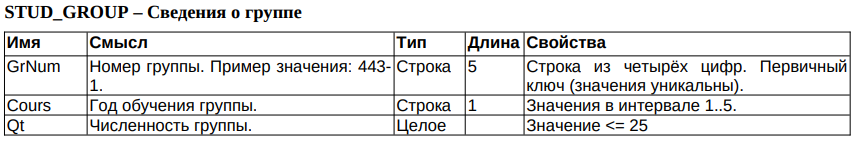 STUD_GROUP – Сведения о группе
Имя Смысл Тип Длина Свойства
GrNum Номер группы. Пример значения: 443-1. Строка 5 Строка из четырёх цифр. Первичный ключ (значения уникальны).
Cours Год обучения группы. Строка 1 Значения в интервале 1..5.
Qt Численность группы. Целое Значение <= 25